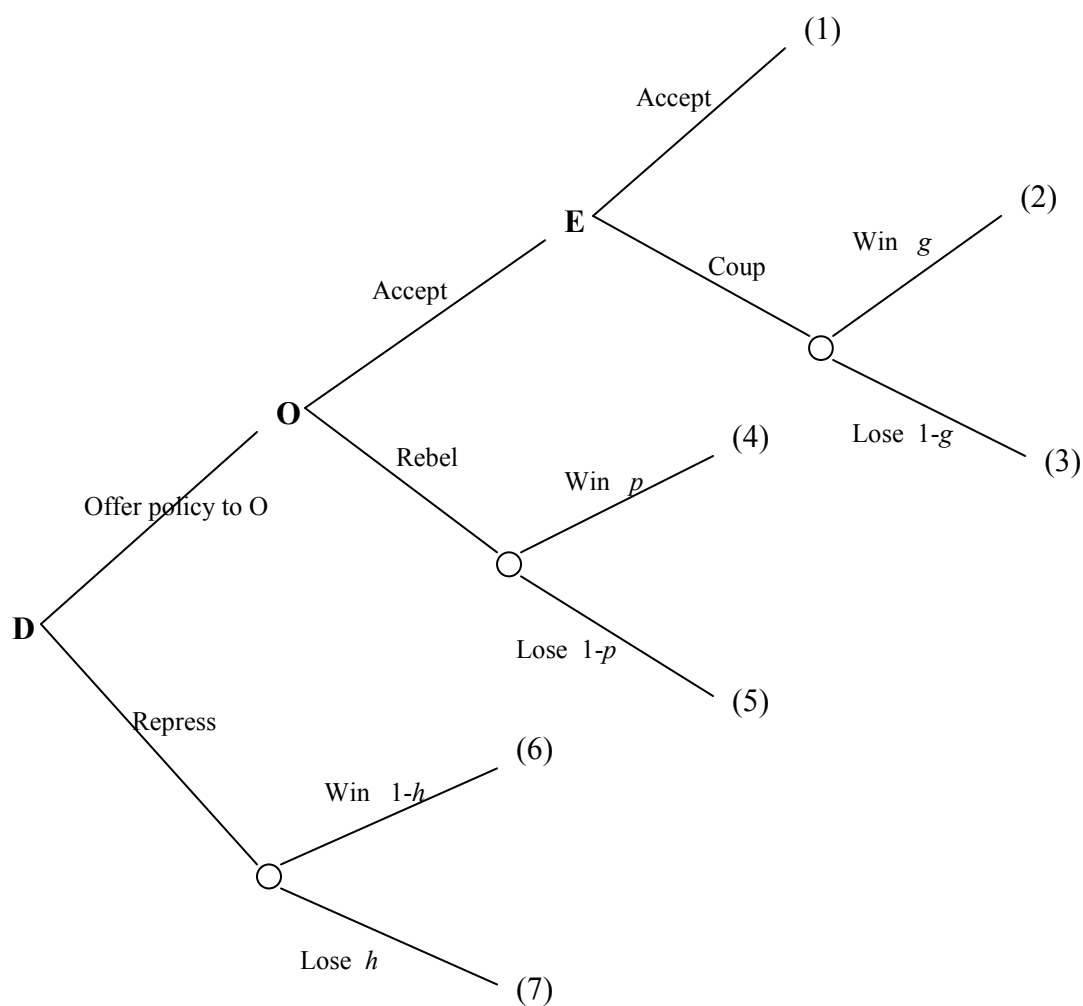 (1)
Accept
(2)
E
Win g
Coup
Accept
O
Lose 1-g
(4)
(3)
Rebel
Win p
Offer policy to O
D
Lose 1-p
(5)
Repress
(6)
Win 1-h
Lose h
(7)